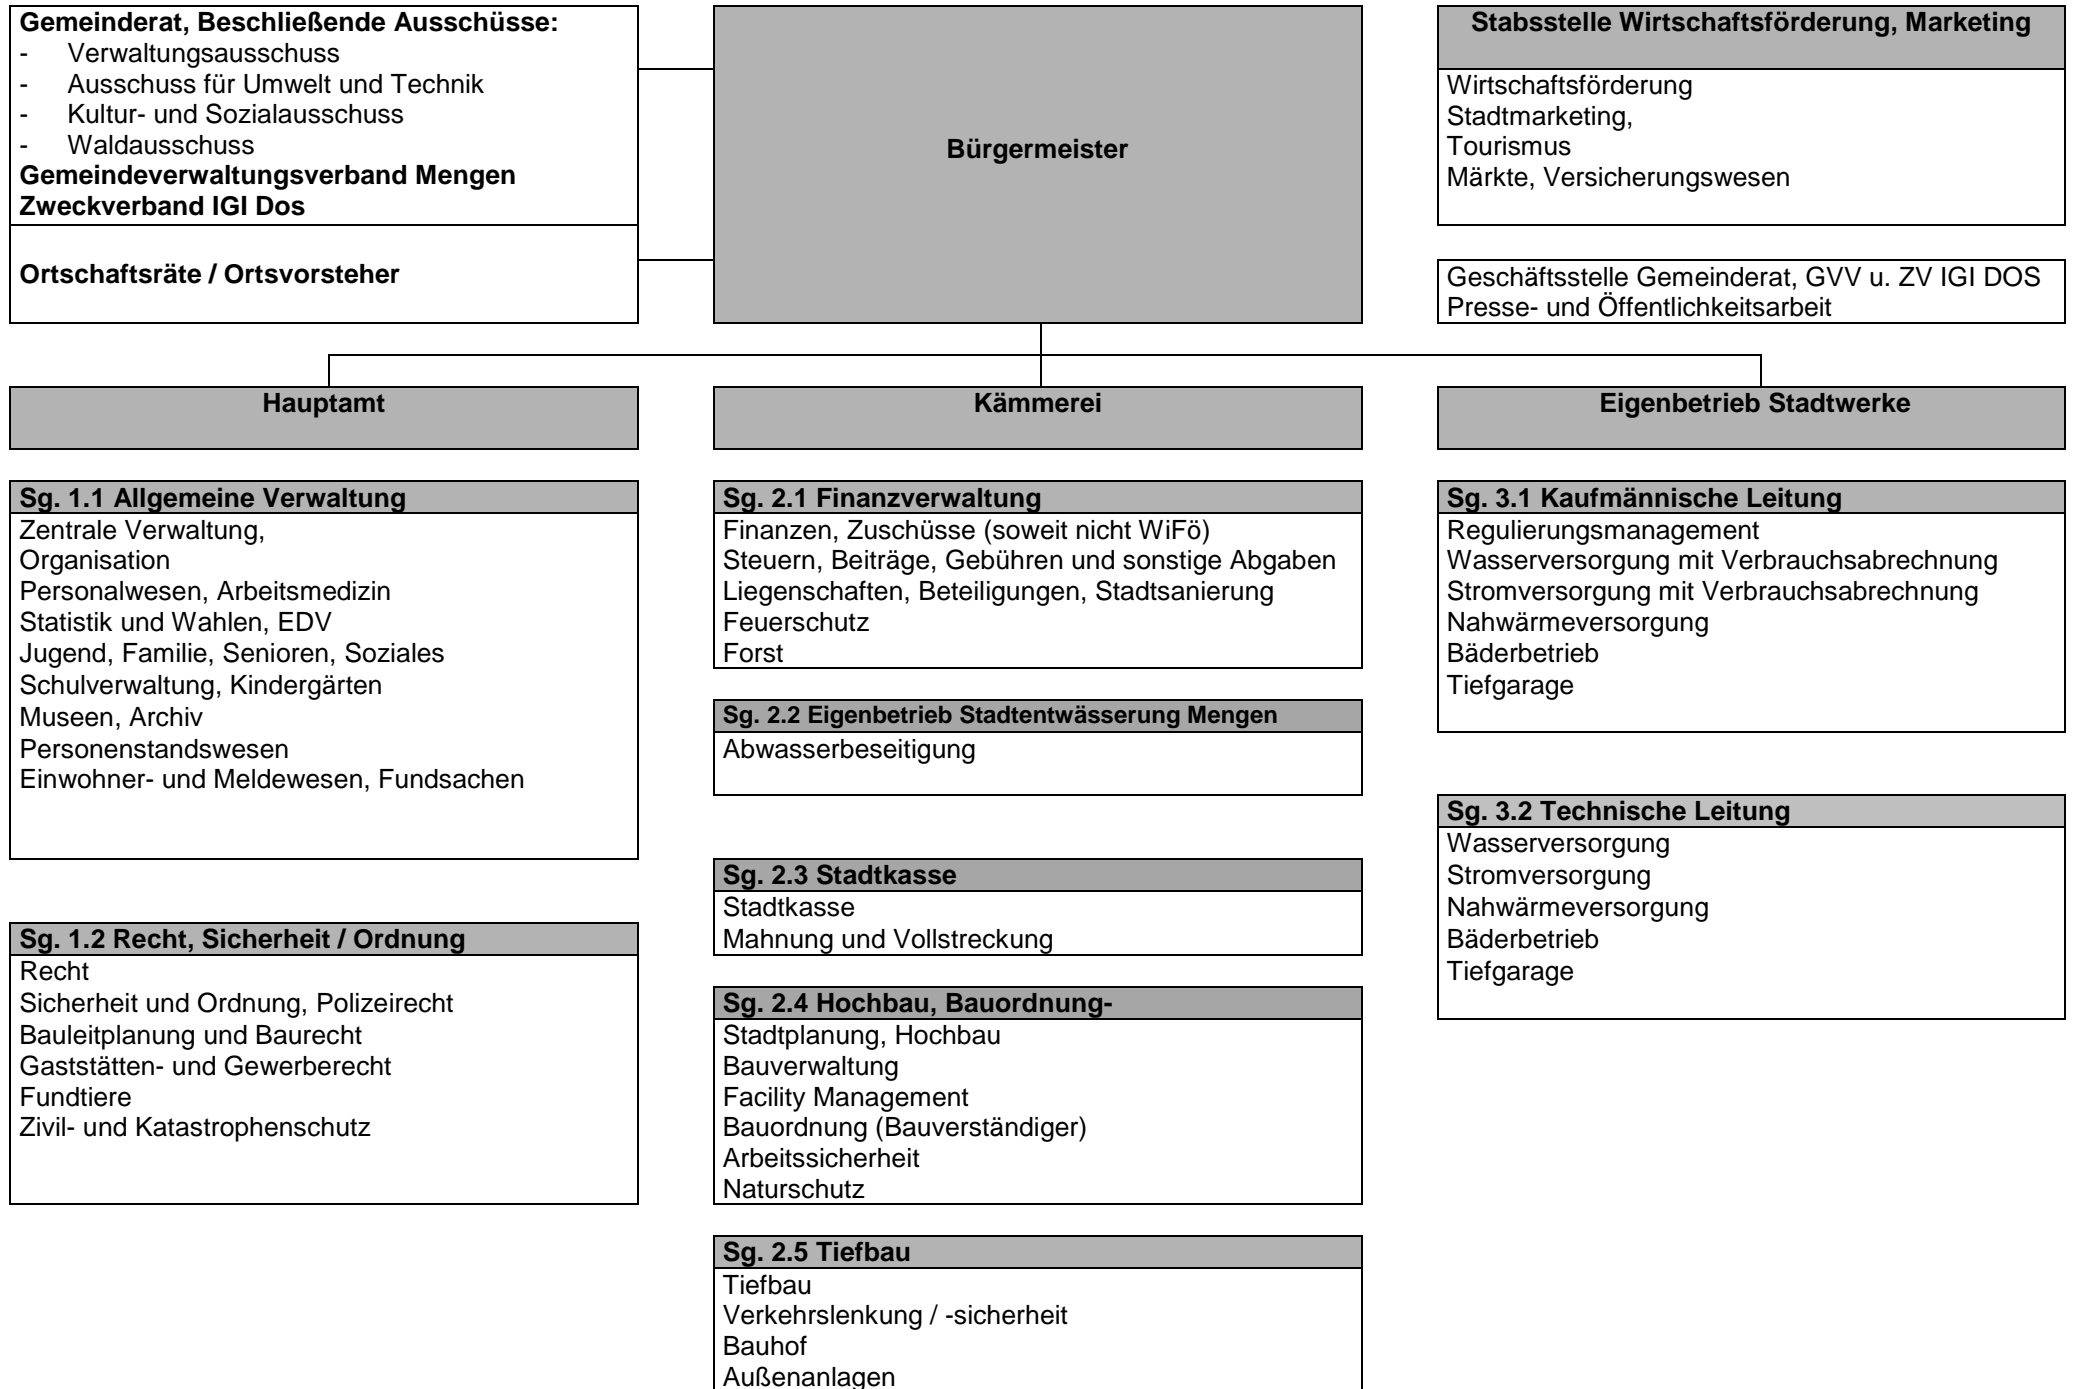 Gemeinderat, Beschließende Ausschüsse:
- Verwaltungsausschuss
- Ausschuss für Umwelt und Technik
- Kultur- und Sozialausschuss
- Waldausschuss
Gemeindeverwaltungsverband Mengen
Zweckverband IGI Dos
Ortschaftsräte / Ortsvorsteher
Bürgermeister
Stabsstelle Wirtschaftsförderung, Marketing
Wirtschaftsförderung
Stadtmarketing,
Tourismus
Märkte, Versicherungswesen
Geschäftsstelle Gemeinderat, GVV u. ZV IGI DOS
Presse- und Öffentlichkeitsarbeit
Hauptamt
Sg. 1.1 Allgemeine Verwaltung
Zentrale Verwaltung,
Organisation
Personalwesen, Arbeitsmedizin
Statistik und Wahlen, EDV
Jugend, Familie, Senioren, Soziales
Schulverwaltung, Kindergärten
Museen, Archiv
Personenstandswesen
Einwohner- und Meldewesen, Fundsachen
Sg. 1.2 Recht, Sicherheit / Ordnung
Recht
Sicherheit und Ordnung, Polizeirecht
Bauleitplanung und Baurecht
Gaststätten- und Gewerberecht
Fundtiere
Zivil- und Katastrophenschutz
Kämmerei
Sg. 2.1 Finanzverwaltung
Finanzen, Zuschüsse (soweit nicht WiFö)
Steuern, Beiträge, Gebühren und sonstige Abgaben
Liegenschaften, Beteiligungen, Stadtsanierung
Feuerschutz
Forst
Sg. 2.2 Eigenbetrieb Stadtentwässerung Mengen
Abwasserbeseitigung
Sg. 2.3 Stadtkasse
Stadtkasse
Mahnung und Vollstreckung
Sg. 2.4 Hochbau, Bauordnung-
Stadtplanung, Hochbau
Bauverwaltung
Facility Management
Bauordnung (Bauverständiger)
Arbeitssicherheit
Naturschutz
Sg. 2.5 Tiefbau
Tiefbau
Verkehrslenkung / -sicherheit
Bauhof
Außenanlagen
Eigenbetrieb Stadtwerke
Sg. 3.1 Kaufmännische Leitung
Regulierungsmanagement
Wasserversorgung mit Verbrauchsabrechnung
Stromversorgung mit Verbrauchsabrechnung
Nahwärmeversorgung
Bäderbetrieb
Tiefgarage
Sg. 3.2 Technische Leitung
Wasserversorgung
Stromversorgung
Nahwärmeversorgung
Bäderbetrieb
Tiefgarage